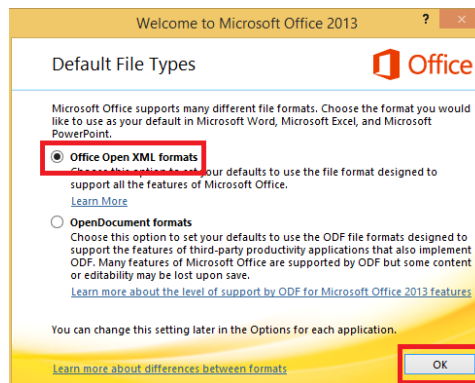 Welcome to Microsoft Office 2013
?
×
Default File Types
Office
Microsoft Office supports many different file formats. Choose the format you would
like to use as your default in Microsoft Word, Microsoft Excel, and Microsoft
PowerPoint.
Office Open XML formats
Choose this option to set your defaults to use the file format designed to
support all the features of Microsoft Office.
Learn More
OpenDocument formats
Choose this option to set your defaults to use the ODF file formats designed to
support the features of third-party productivity applications that also implement
ODF. Many features of Microsoft Office are supported by ODF but some content
or editability may be lost upon save.
Learn more about the level of support by ODF for Microsoft Office 2013 features
You can change this setting later in the Options for each application.
Learn more about differences between formats
OK